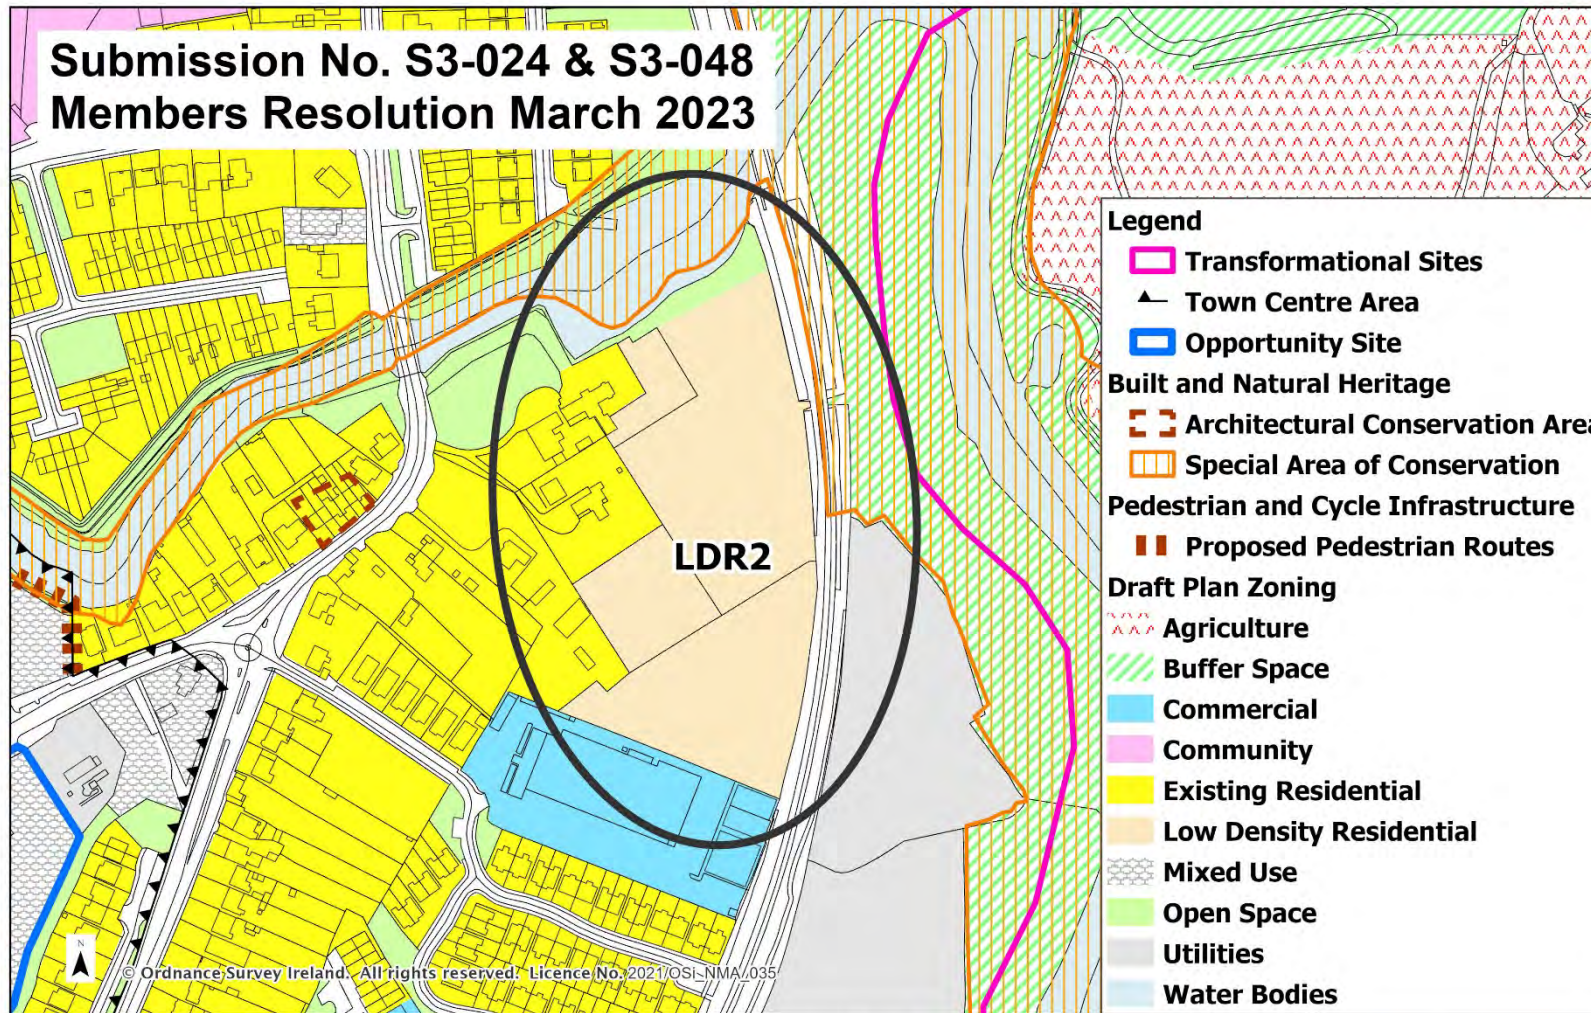 Submission No. S3-024 & S3-048
Members Resolution March 2023
LDR2
Legend
Transformational Sites
Town Centre Area
Opportunity Site
Built and Natural Heritage
Architectural Conservation Area
Special Area of Conservation
Pedestrian and Cycle Infrastructure
Proposed Pedestrian Routes
Draft Plan Zoning
Agriculture
Buffer Space
Commercial
Community
Existing Residential
Low Density Residential
Mixed Use
Open Space
Utilities
Water Bodies
N
© Ordnance Survey Ireland. All rights reserved. Licence No. 2021/OSi_NMA_035